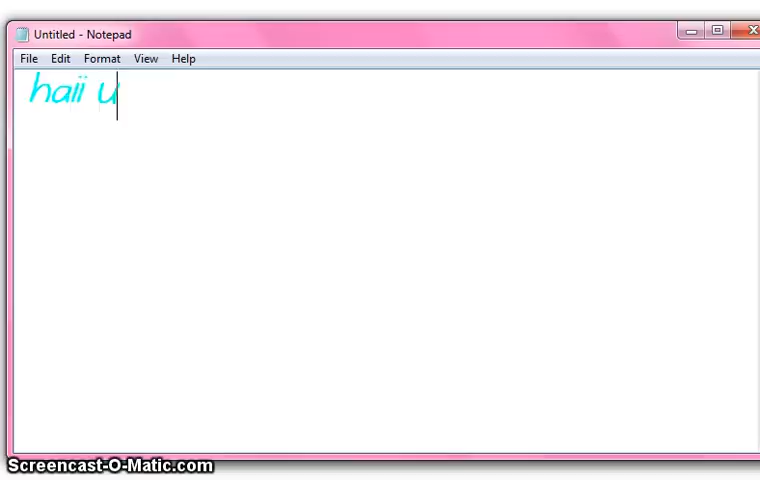 Untitled - Notepad
File Edit Format View Help
haii u
Screencast-O-Matic.com